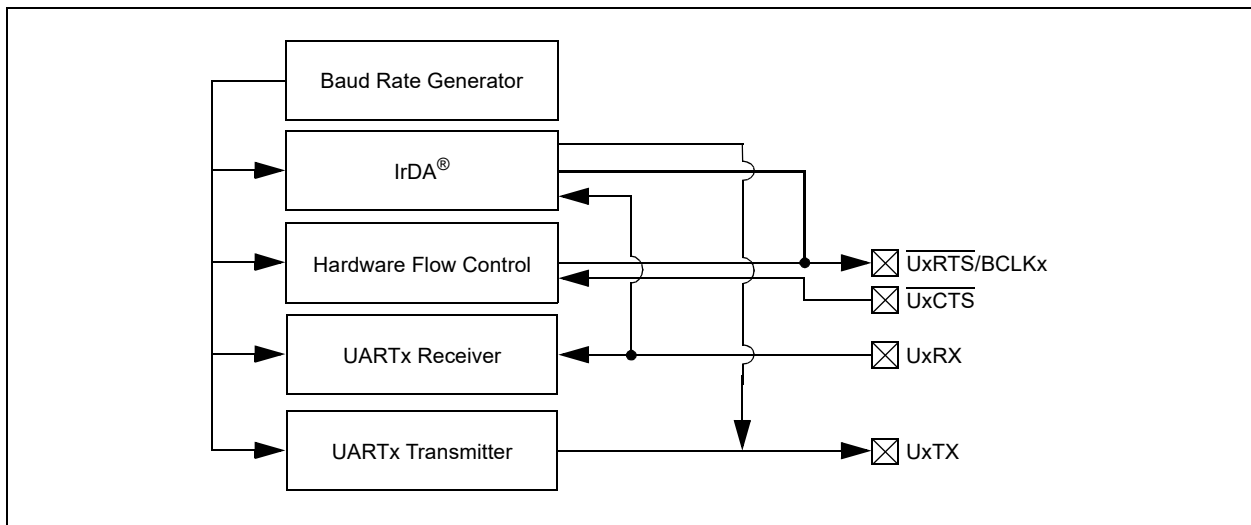 Baud Rate Generator
IrDA®
Hardware Flow Control
UxRTS/BCLKx
UxCTS
UARTx Receiver
UxRX
UARTx Transmitter
UxTX